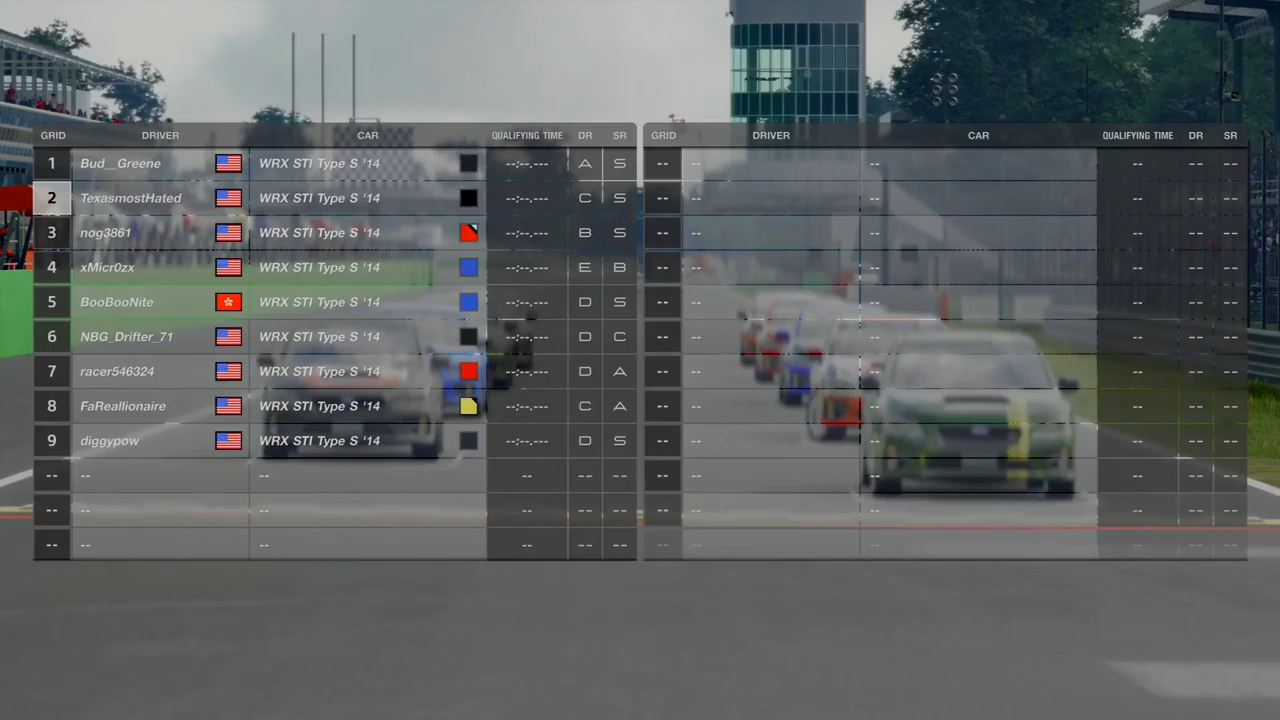 GRID DRIVER CAR QUALIFYING TIME DR SR GRID DRIVER CAR QUALIFYING TIME DR SR
1 Bud__Greene WRX STI Type S '14 --:--,--- A S -- -- -- -- -- --
2 TexasmostHated WRX STI Type S '14 --:--,--- C S -- -- -- -- -- --
3 nog3861 WRX STI Type S '14 --:--,--- B S -- -- -- -- -- --
4 xMicr0zx WRX STI Type S '14 --:--,--- E B -- -- -- -- -- --
5 BooBooNite WRX STI Type S '14 --:--,--- D S -- -- -- -- -- --
6 NBG_Drifter_71 WRX STI Type S '14 --:--,--- D C -- -- -- -- -- --
7 racer546324 WRX STI Type S '14 --:--,--- D A -- -- -- -- -- --
8 FaReallionaire WRX STI Type S '14 --:--,--- C A -- -- -- -- -- --
9 diggypow WRX STI Type S '14 --:--,--- D S -- -- -- -- -- --
-- -- -- -- -- -- -- -- -- -- -- --
-- -- -- -- -- -- -- -- -- -- -- --
-- -- -- -- -- -- -- -- -- -- -- --